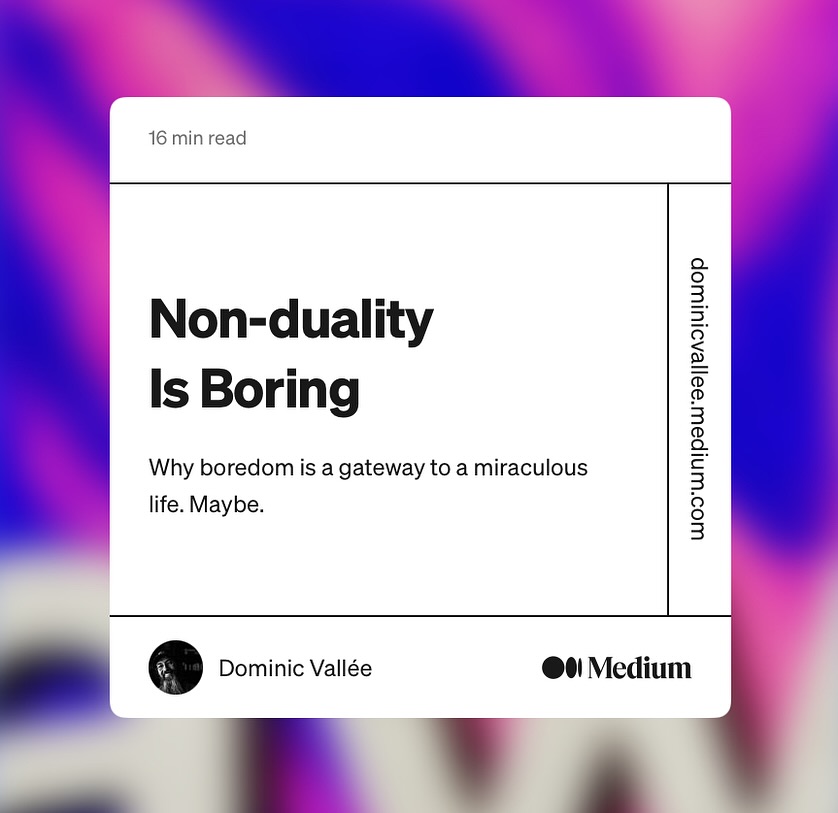 16 min read
Non-duality
Is Boring
Why boredom is a gateway to a miraculous
life. Maybe.
dominicvallee.medium.com
Dominic Vallée
Medium